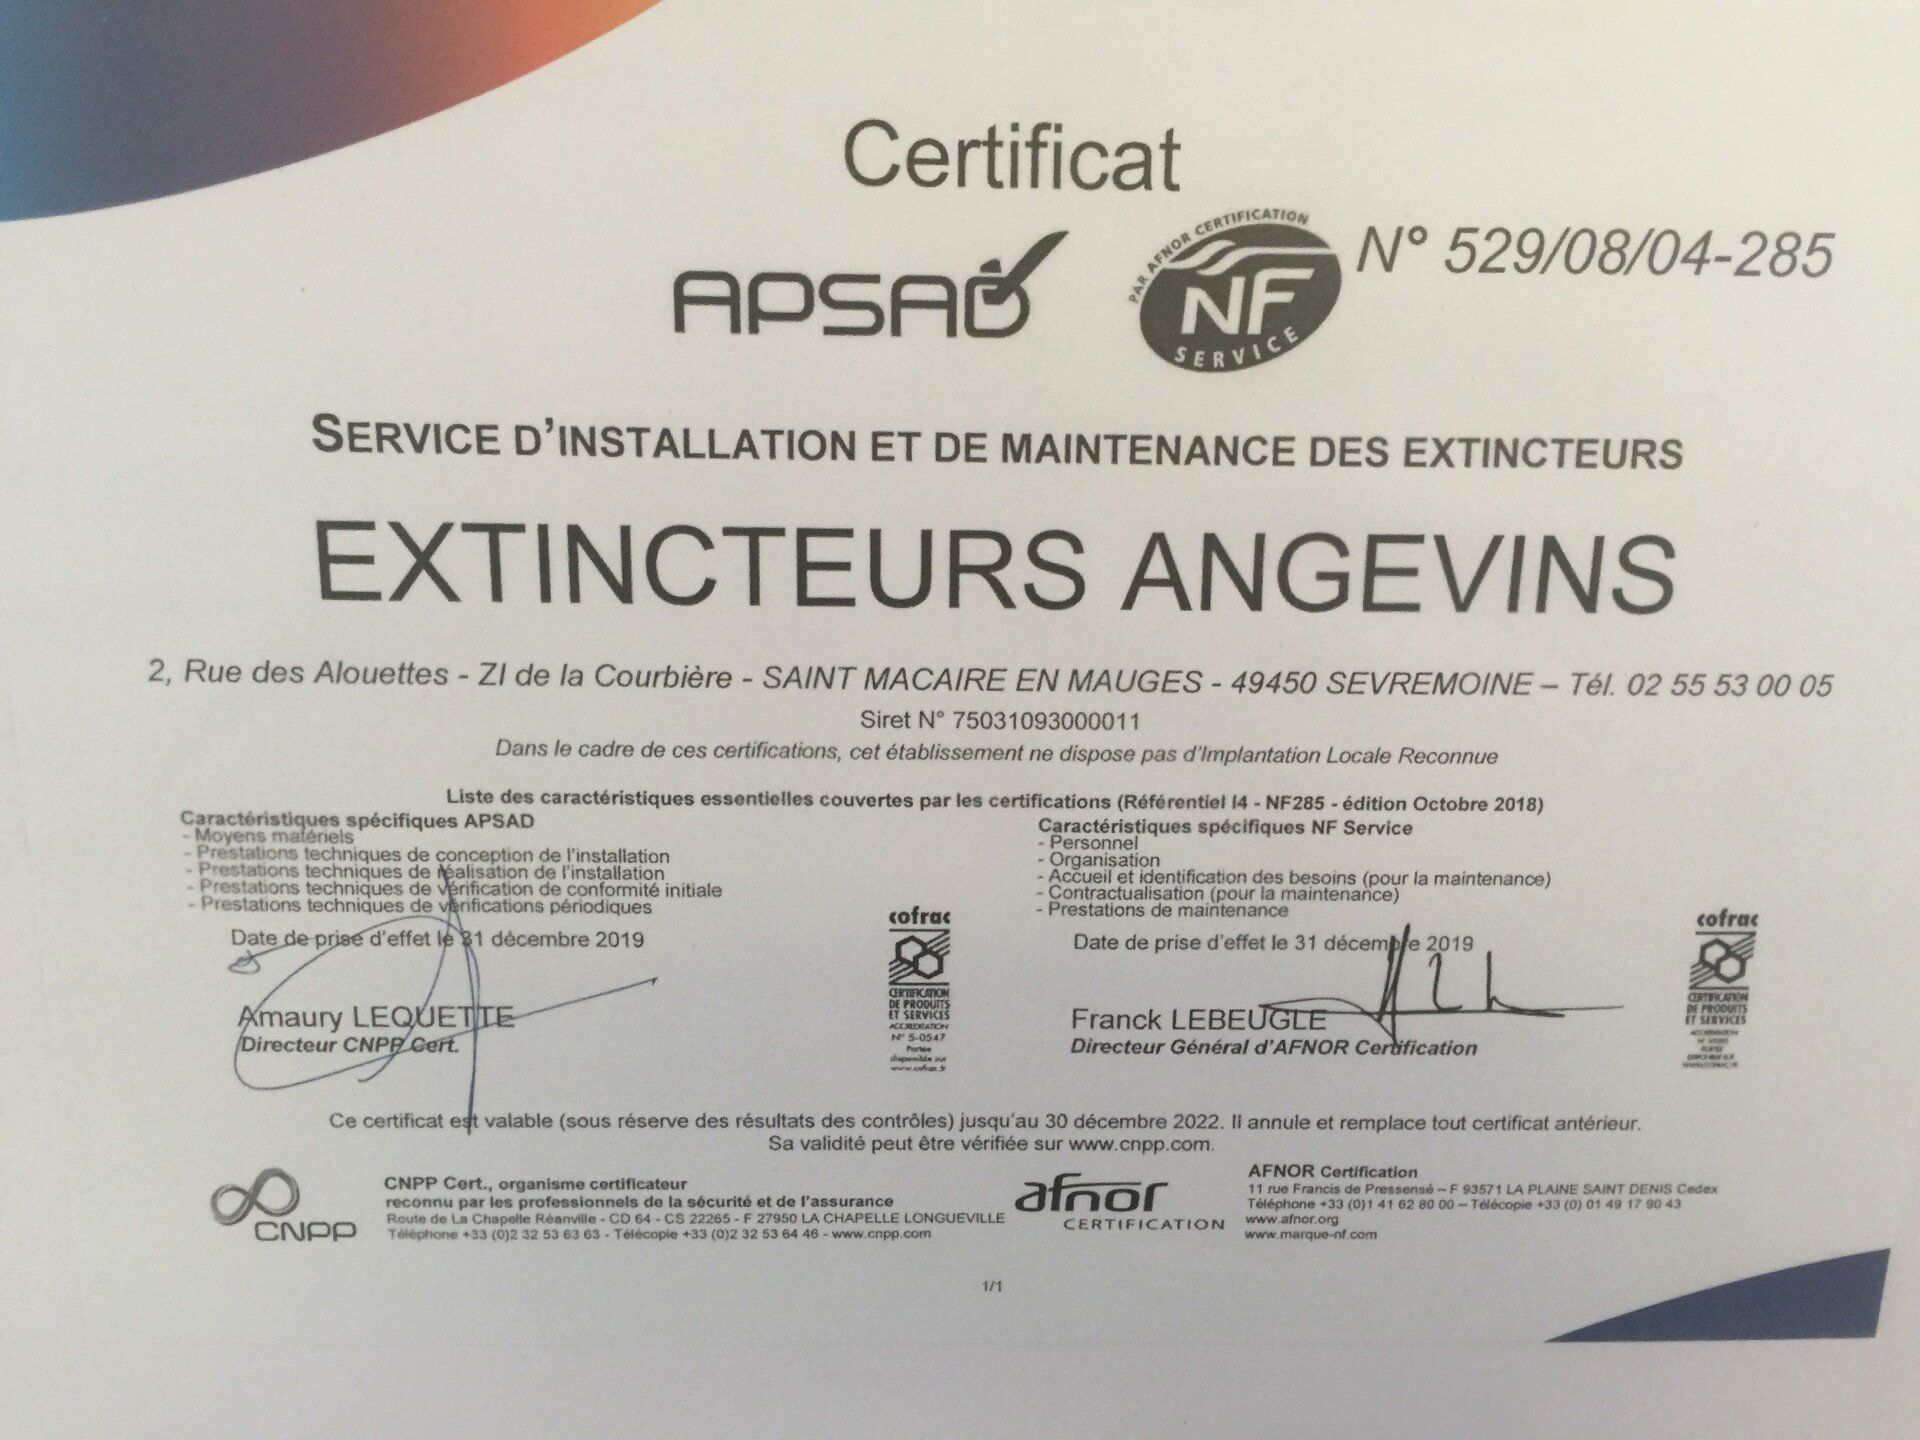 Certificat
APSAD
PAR AFNOR CERTIFICATION
NF
SERVICE
N° 529/08/04-285
SERVICE D'INSTALLATION ET DE MAINTENANCE DES EXTINCTEURS
EXTINCTEURS ANGEVINS
2, Rue des Alouettes - ZI de la Courbière - SAINT MACAIRE EN MAUGES - 49450 SEVREMOINE – Tél. 02 55 53 00 05
Siret N° 75031093000011
Dans le cadre de ces certifications, cet établissement ne dispose pas d'Implantation Locale Reconnue
Liste des caractéristiques essentielles couvertes par les certifications (Référentiel I4 - NF285 - édition Octobre 2018)
Caractéristiques spécifiques APSAD
- Moyens matériels
- Prestations techniques de conception de l'installation
- Prestations techniques de réalisation de l'installation
- Prestations techniques de vérification de conformité initiale
- Prestations techniques de vérifications périodiques
Date de prise d'effet le 31 décembre 2019
Amaury LEQUETTE
Directeur CNPP Cert.
cofrac
CERTIFICATION
DE PRODUITS
ET SERVICES
ACCREDITATION
N° 5-0547
Portée
disponible sur
www.cofrac.fr
Caractéristiques spécifiques NF Service
- Personnel
- Organisation
- Accueil et identification des besoins (pour la maintenance)
- Contractualisation (pour la maintenance)
- Prestations de maintenance
Date de prise d'effet le 31 décembre 2019
Franck LEBEUGLE
Directeur Général d'AFNOR Certification
cofrac
CERTIFICATION
DE PRODUITS
ET SERVICES
Ce certificat est valable (sous réserve des résultats des contrôles) jusqu'au 30 décembre 2022. Il annule et remplace tout certificat antérieur.
Sa validité peut être vérifiée sur www.cnpp.com.
CNPP
CNPP Cert., organisme certificateur
reconnu par les professionnels de la sécurité et de l'assurance
Route de La Chapelle Réanville - CD 64 - CS 22265 - F 27950 LA CHAPELLE LONGUEVILLE
Téléphone +33 (0)2 32 53 63 63 - Télécopie +33 (0)2 32 53 64 46 - www.cnpp.com
afnor
CERTIFICATION
AFNOR Certification
11 rue Francis de Pressensé – F 93571 LA PLAINE SAINT DENIS Cedex
Téléphone +33 (0)1 41 62 80 00 – Télécopie +33 (0) 01 49 17 90 43
www.afnor.org
www.marque-nf.com
1/1